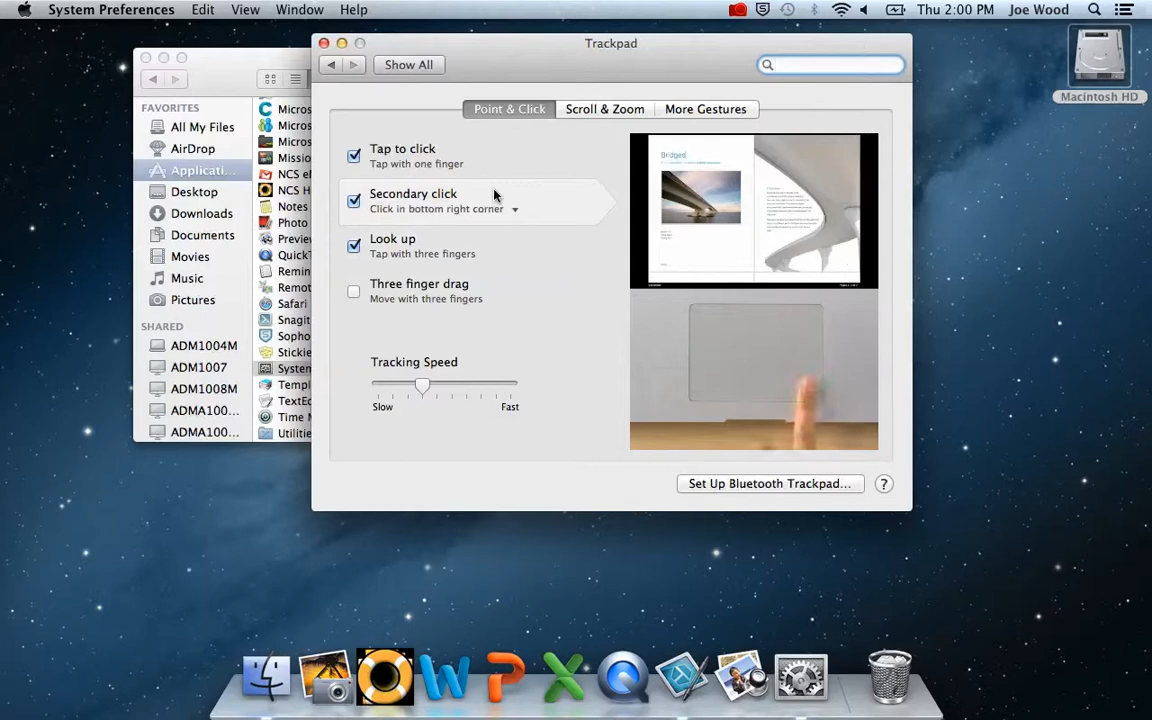 System Preferences Edit View Window Help
Thu 2:00 PM Joe Wood
Macintosh HD
Trackpad
Show All
Point & Click Scroll & Zoom More Gestures
Tap to click
Tap with one finger
Secondary click
Click in bottom right corner
Look up
Tap with three fingers
Three finger drag
Move with three fingers
Tracking Speed
Slow Fast
Bridges
Set Up Bluetooth Trackpad... ?
FAVORITES
All My Files
AirDrop
Applicati...
Desktop
Downloads
Documents
Movies
Music
Pictures
SHARED
ADM1004M
ADM1007
ADM1008M
ADMA100...
ADMA100...
Micros
Micros
Micros
Missio
NCS e
NCS H
Notes
Photo
Previe
QuickT
Remin
Remot
Safari
Snagit
Sopho
Stickie
System
Templ
TextEd
Time M
Utilitie